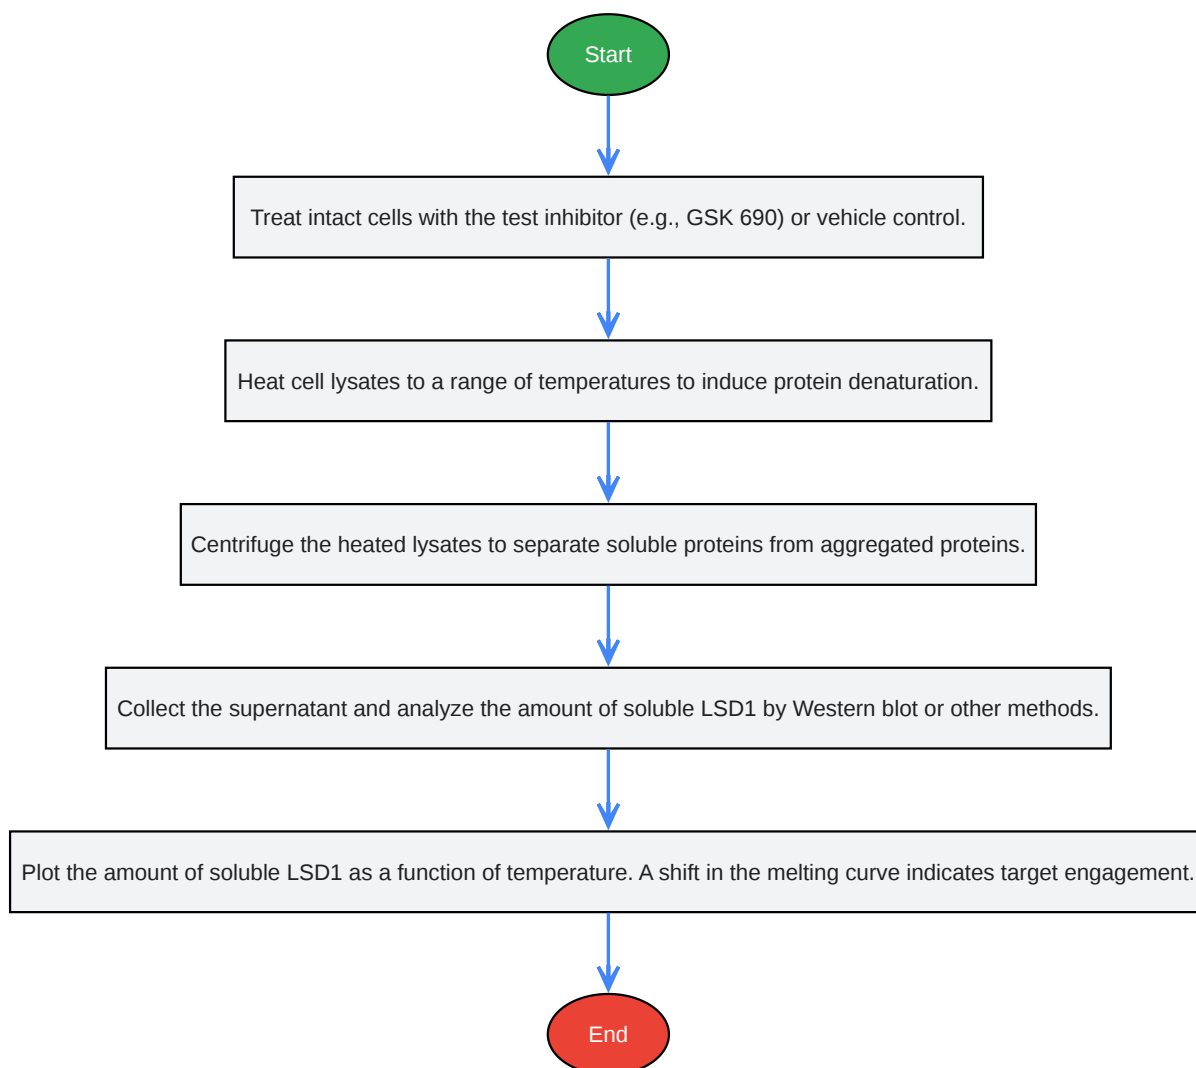 Start
Treat intact cells with the test inhibitor (e.g., GSK 690) or vehicle control.
Heat cell lysates to a range of temperatures to induce protein denaturation.
Centrifuge the heated lysates to separate soluble proteins from aggregated proteins.
Collect the supernatant and analyze the amount of soluble LSD1 by Western blot or other methods.
Plot the amount of soluble LSD1 as a function of temperature. A shift in the melting curve indicates target engagement.
End